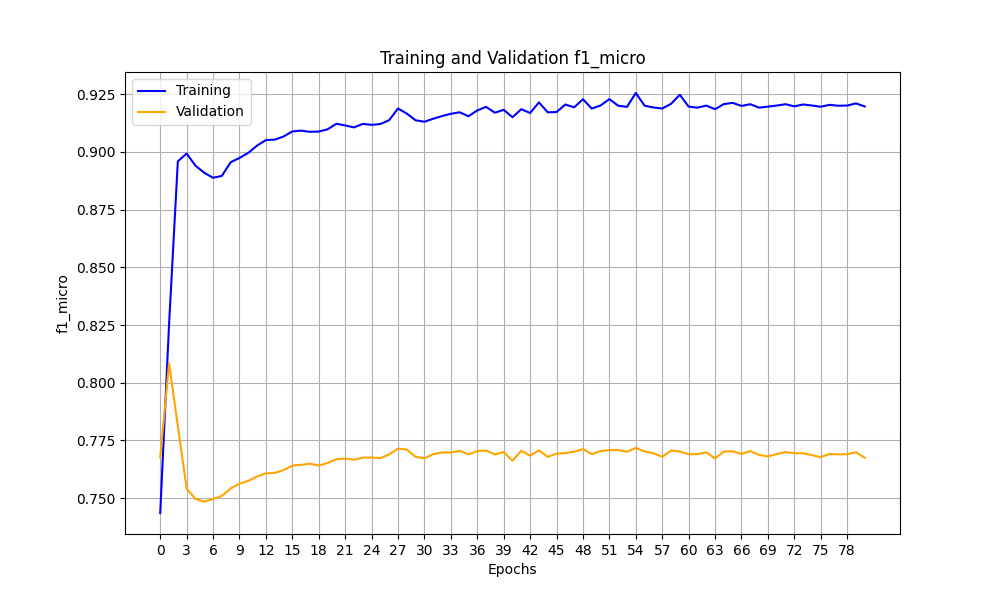 Training and Validation f1_micro
Training
Validation
0.925
0.900
0.875
0.850
0.825
0.800
0.775
0.750
f1_micro
0 3 6 9 12 15 18 21 24 27 30 33 36 39 42 45 48 51 54 57 60 63 66 69 72 75 78
Epochs